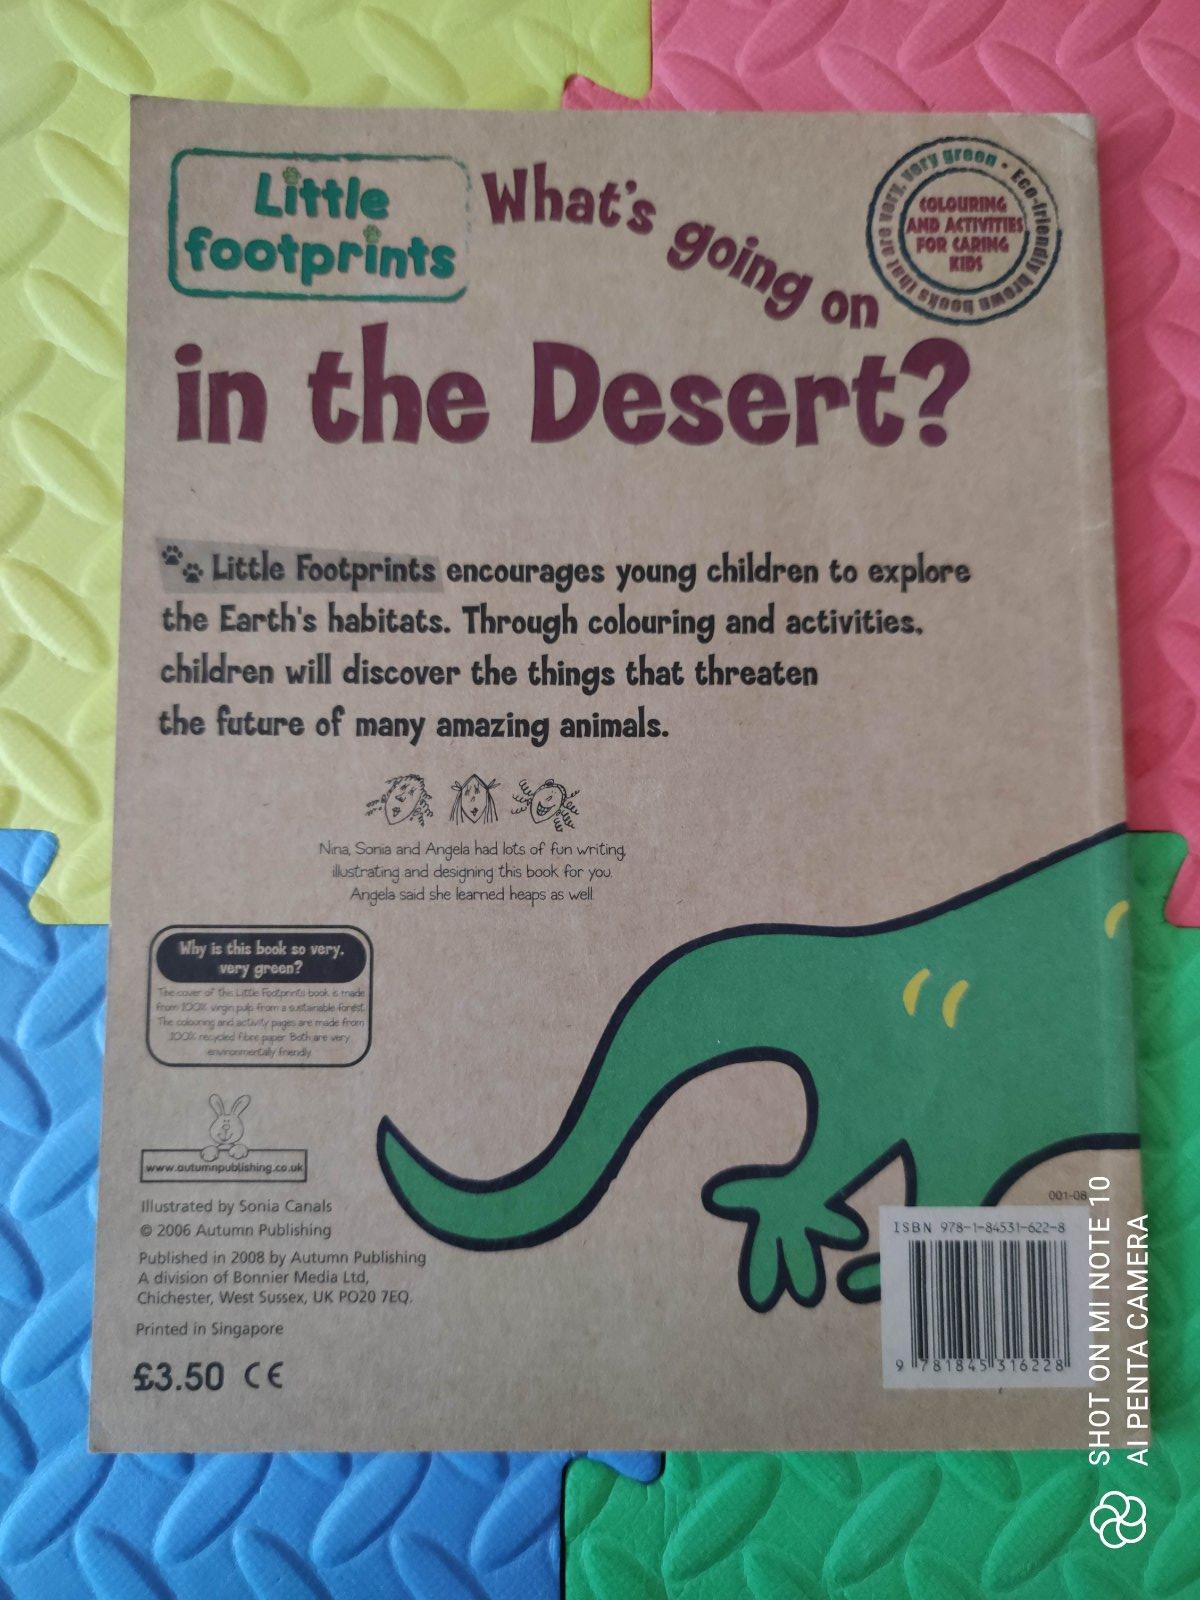 Little
footprints
What's going on
in the Desert?
Eco-friendly brown books that are very, very green •
COLOURING
AND ACTIVITIES
FOR CARING
KIDS
Little Footprints encourages young children to explore
the Earth's habitats. Through colouring and activities,
children will discover the things that threaten
the future of many amazing animals.
Nina, Sonia and Angela had lots of fun writing,
illustrating and designing this book for you.
Angela said she learned heaps as well.
Why is this book so very,
very green?
The cover of this Little Footprints book is made
from 100% virgin pulp from a sustainable forest.
The colouring and activity pages are made from
100% recycled fibre paper. Both are very
environmentally friendly.
www.autumnpublishing.co.uk
Illustrated by Sonia Canals
© 2006 Autumn Publishing
Published in 2008 by Autumn Publishing
A division of Bonnier Media Ltd,
Chichester, West Sussex, UK PO20 7EQ.
Printed in Singapore
£3.50 CE
001-08
ISBN 978-1-84531-622-8
9 781845 316228
SHOT ON MI NOTE 10
AI PENTA CAMERA